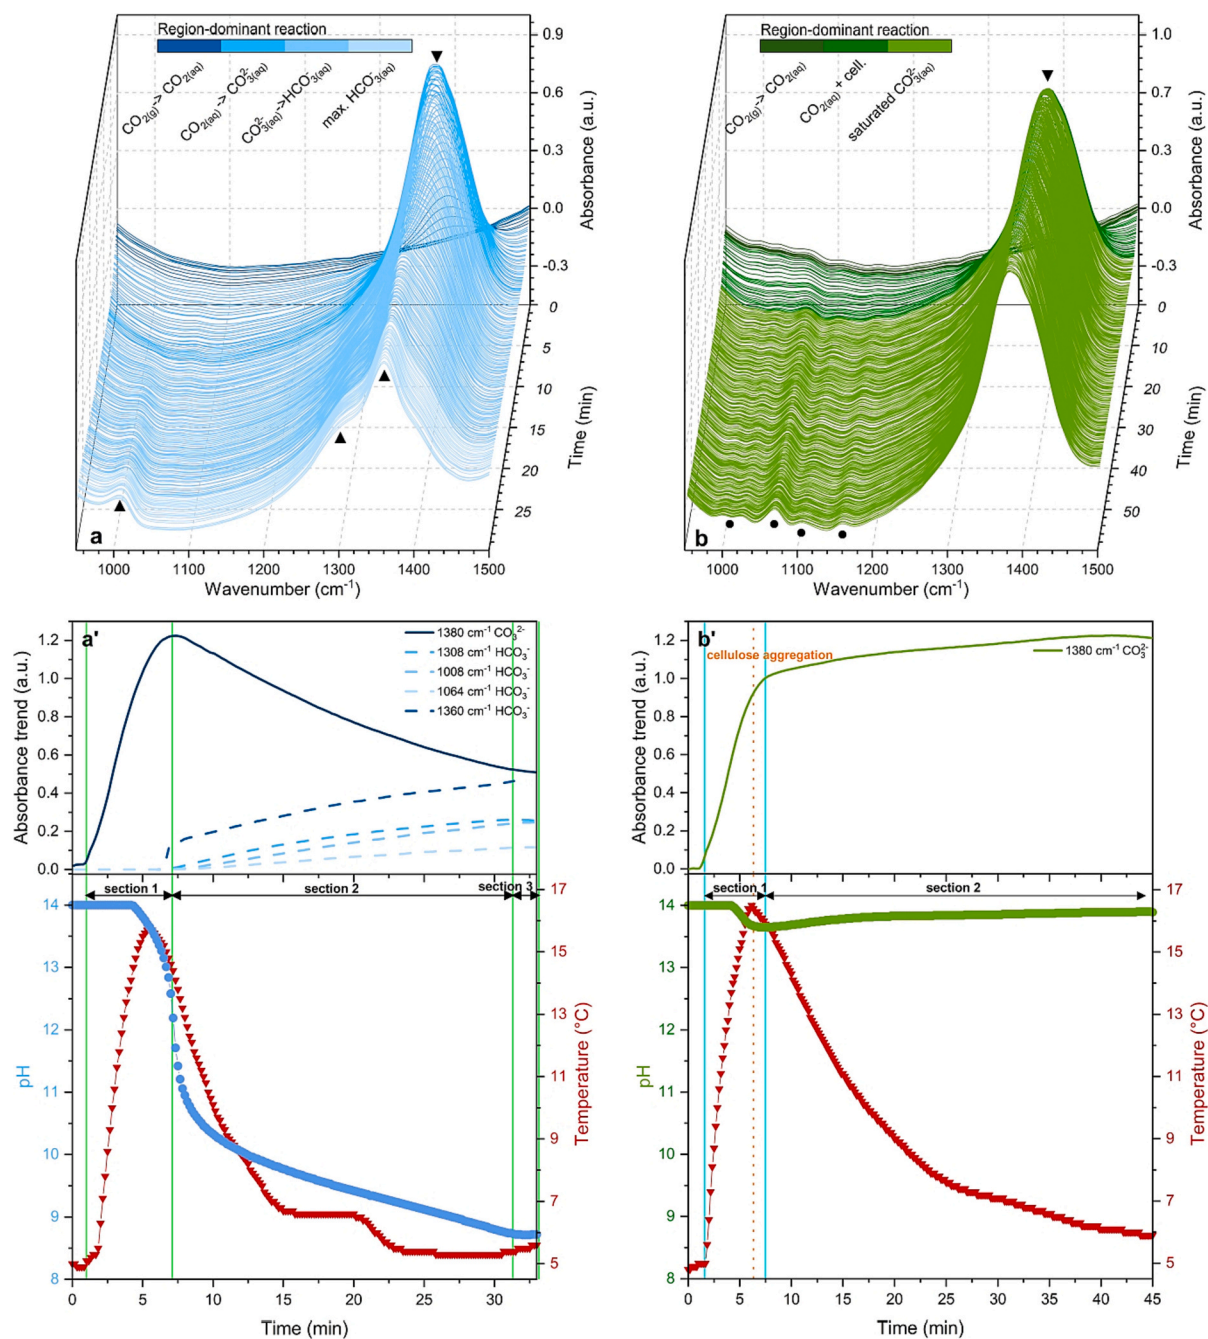 Region-dominant reaction
CO2(g) -> CO2(aq)
CO2(aq) -> CO3(aq)2-
CO3(aq)2- -> HCO3(aq)-
max. HCO3(aq)-
0.9
0.6
0.3
0.0
-0.3
Absorbance (a.u.)
0
5
10
15
20
25
Time (min)
a
1000 1100 1200 1300 1400 1500
Wavenumber (cm-1)
Region-dominant reaction
CO2(g) -> CO2(aq)
CO2(aq) + cell.
saturated CO3(aq)2-
1.0
0.7
0.3
0.0
-0.3
Absorbance (a.u.)
0
10
20
30
40
50
Time (min)
b
1000 1100 1200 1300 1400 1500
Wavenumber (cm-1)
a'
1380 cm-1 CO32-
1308 cm-1 HCO3-
1008 cm-1 HCO3-
1064 cm-1 HCO3-
1360 cm-1 HCO3-
1.2
1.0
0.8
0.6
0.4
0.2
0.0
Absorbance trend (a.u.)
section 1 section 2 section 3
14
13
12
11
10
9
8
pH
17
15
13
11
9
7
5
Temperature (°C)
0 5 10 15 20 25 30
Time (min)
b'
cellulose aggregation
1380 cm-1 CO32-
1.2
1.0
0.8
0.6
0.4
0.2
0.0
Absorbance trend (a.u.)
section 1 section 2
14
13
12
11
10
9
8
pH
17
15
13
11
9
7
5
Temperature (°C)
0 5 10 15 20 25 30 35 40 45
Time (min)